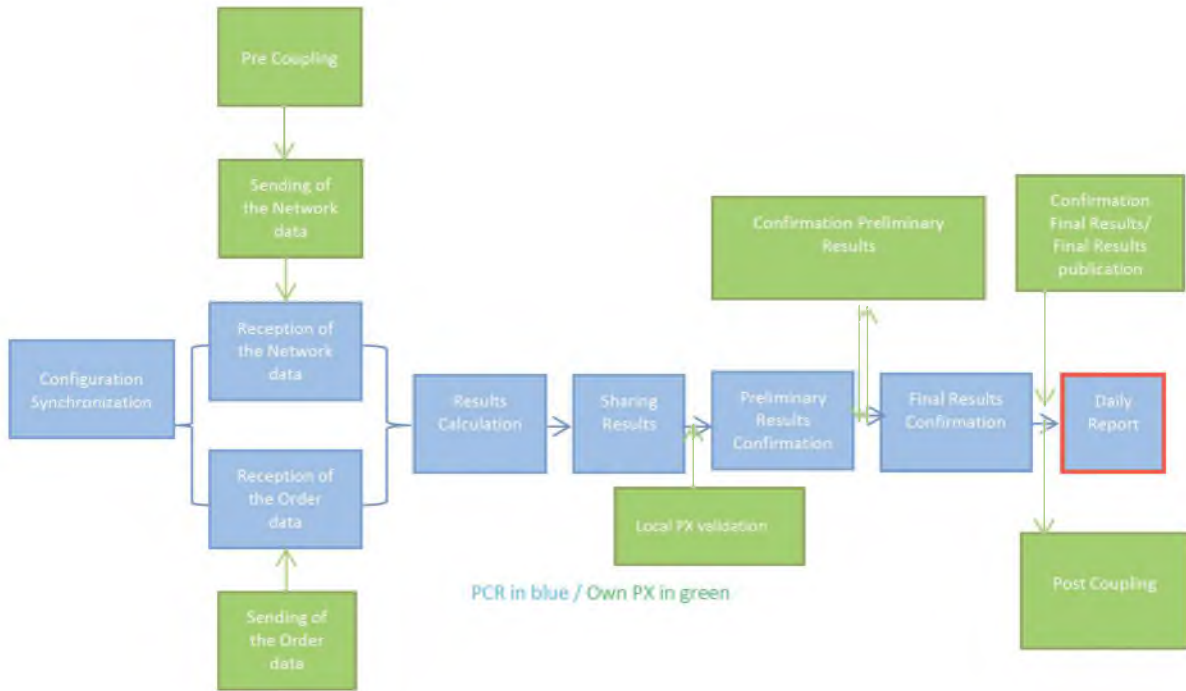 Pre Coupling
Sending of
the Network
data
Confirmation Preliminary
Results
Confirmation
Final Results/
Final Results
publication
Reception of
the Network
data
Configuration
Synchronization
Results
Calculation
Sharing
Results
Preliminary
Results
Confirmation
Final Results
Confirmation
Daily
Report
Reception of
the Order
data
Local PX validation
Post Coupling
PCR in blue / Own PX in green
Sending of
the Order
data